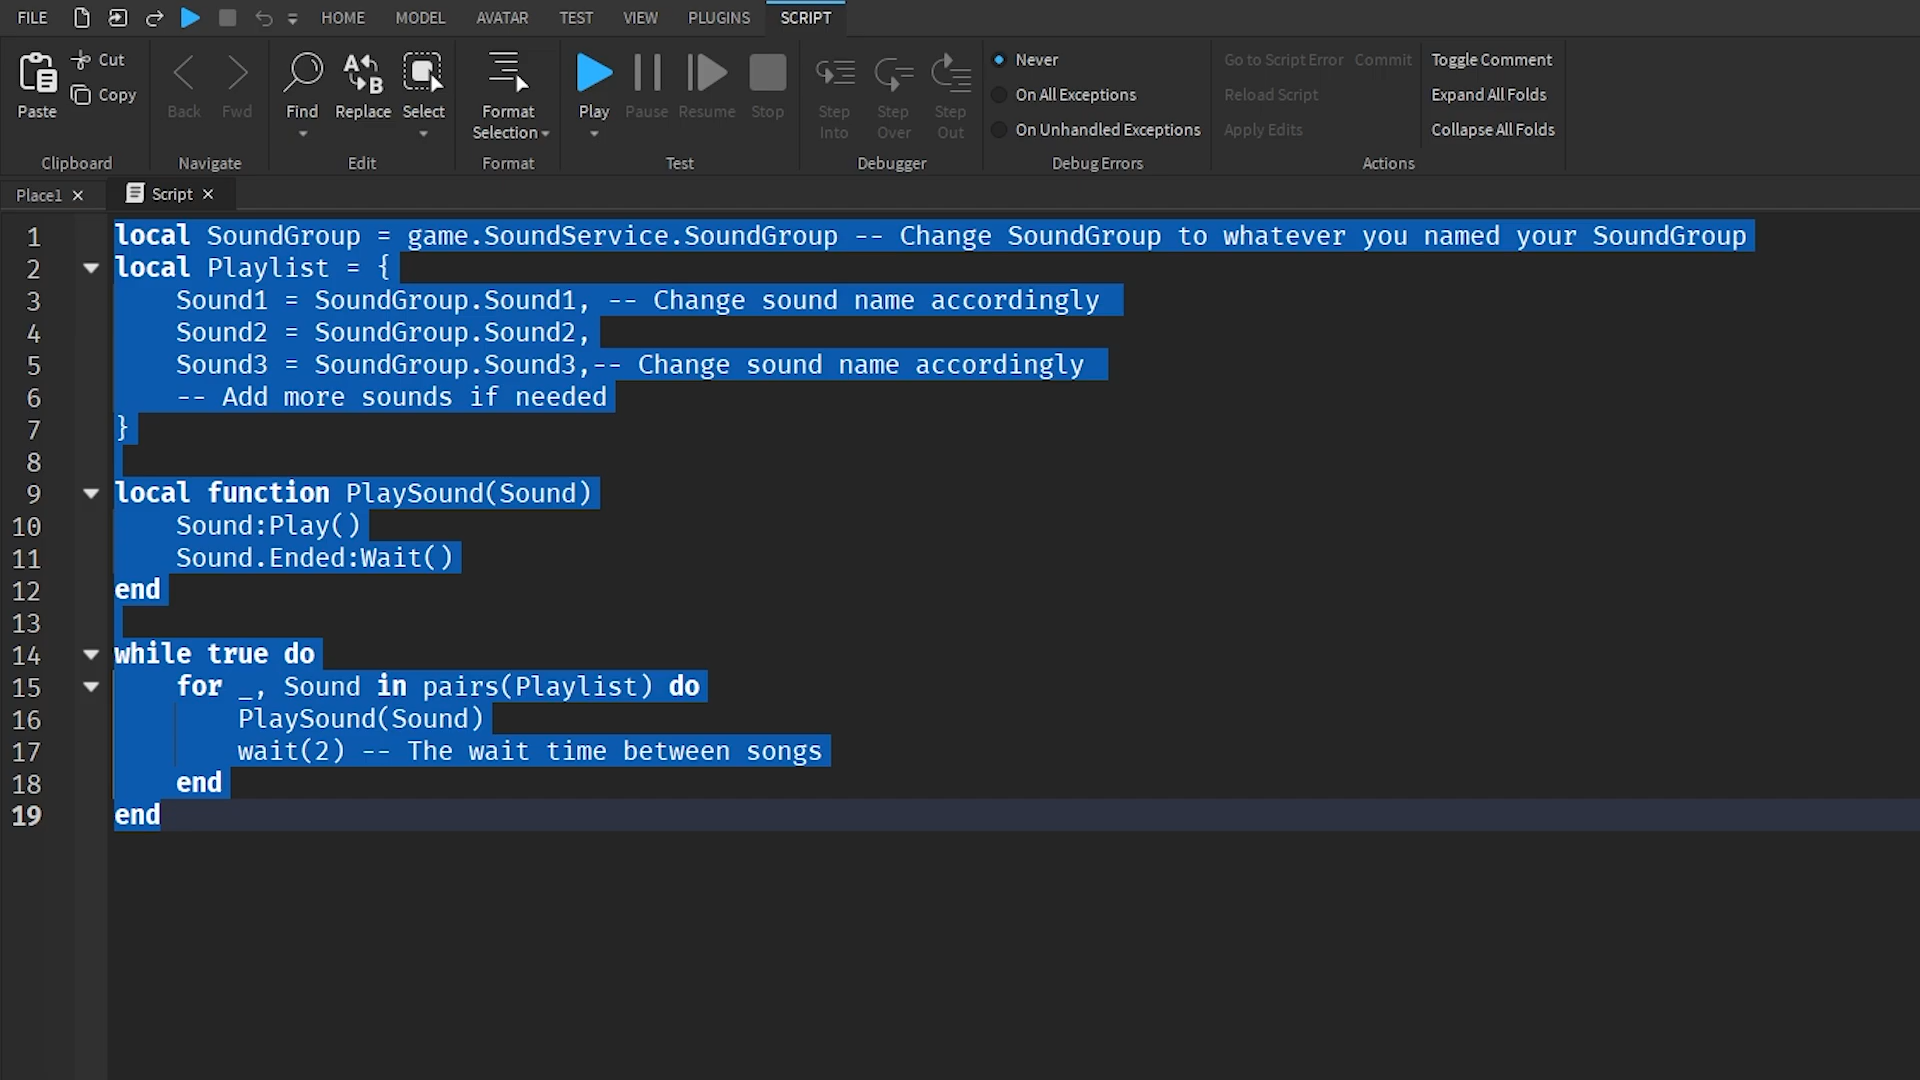 FILE HOME MODEL AVATAR TEST VIEW PLUGINS SCRIPT
Paste
Cut
Copy
Clipboard
Back Fwd
Navigate
Find Replace Select
Edit
Format
Selection
Format
Play Pause Resume Stop
Test
Step
Into
Step
Over
Step
Out
Debugger
Never
On All Exceptions
On Unhandled Exceptions
Debug Errors
Go to Script Error Commit
Reload Script
Apply Edits
Toggle Comment
Expand All Folds
Collapse All Folds
Actions
Place1 Script
1 local SoundGroup = game.SoundService.SoundGroup -- Change SoundGroup to whatever you named your SoundGroup
2 local Playlist = {
3 Sound1 = SoundGroup.Sound1, -- Change sound name accordingly
4 Sound2 = SoundGroup.Sound2,
5 Sound3 = SoundGroup.Sound3,-- Change sound name accordingly
6 -- Add more sounds if needed
7 }
8
9 local function PlaySound(Sound)
10 Sound:Play()
11 Sound.Ended:Wait()
12 end
13
14 while true do
15 for _, Sound in pairs(Playlist) do
16 PlaySound(Sound)
17 wait(2) -- The wait time between songs
18 end
19 end